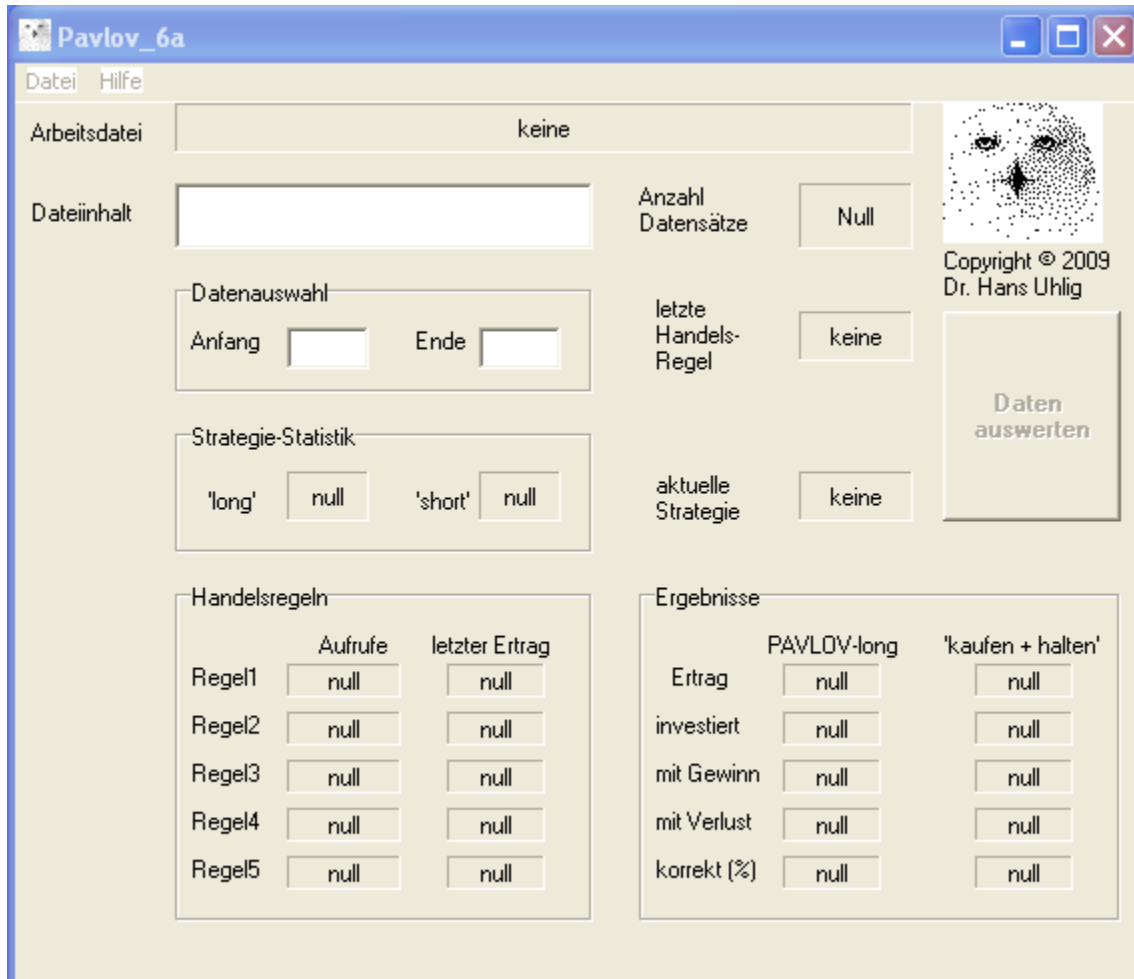 Pavlov_6a
Datei Hilfe
Arbeitsdatei keine
Dateiinhalt
Anzahl
Datensätze
Null
Copyright © 2009
Dr. Hans Uhlig
Datenauswahl
Anfang Ende
letzte
Handels-
Regel
keine
Daten
auswerten
Strategie-Statistik
'long' null 'short' null
aktuelle
Strategie
keine
Handelsregeln
Aufrufe letzter Ertrag
Regel1 null null
Regel2 null null
Regel3 null null
Regel4 null null
Regel5 null null
Ergebnisse
PAVLOV-long 'kaufen + halten'
Ertrag null null
investiert null null
mit Gewinn null null
mit Verlust null null
korrekt (%) null null